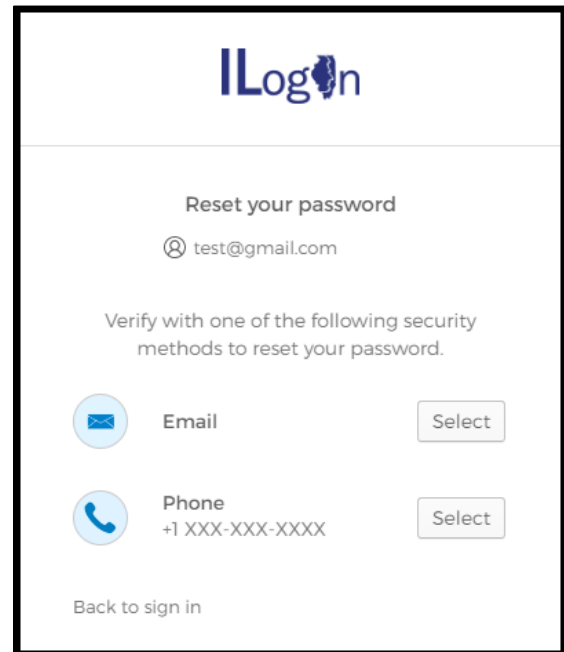 ILogIn
Reset your password
test@gmail.com
Verify with one of the following security
methods to reset your password.
Email
Select
Phone
+1 XXX-XXX-XXXX
Select
Back to sign in